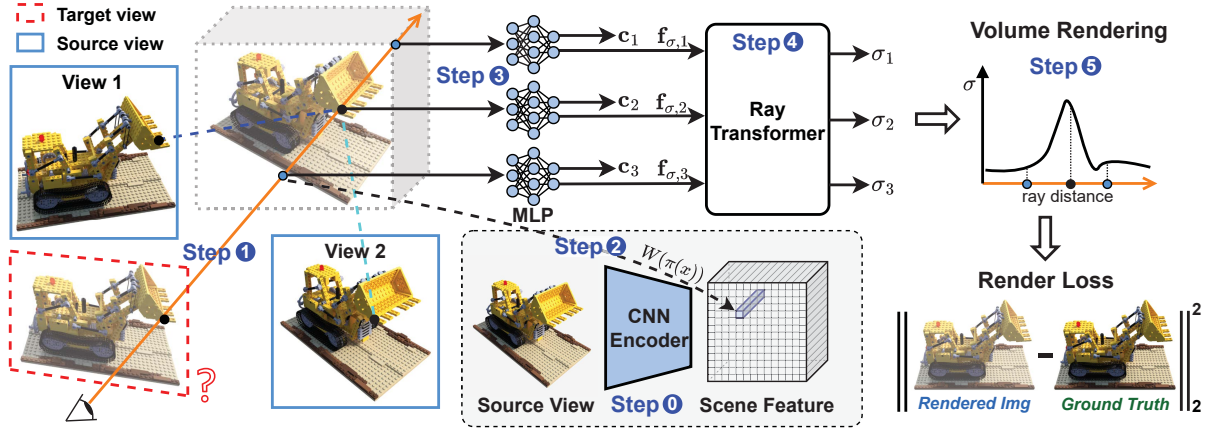 Target view
Source view
View 1
Step 1
?
View 2
Step 3
MLP
c1 fσ,1
c2 fσ,2
c3 fσ,3
Step 4
Ray
Transformer
σ1
σ2
σ3
Step 2
W(π(x))
CNN
Encoder
Source View
Step 0
Scene Feature
Volume Rendering
Step 5
σ
ray distance
Render Loss
2
-
Rendered Img
Ground Truth
2